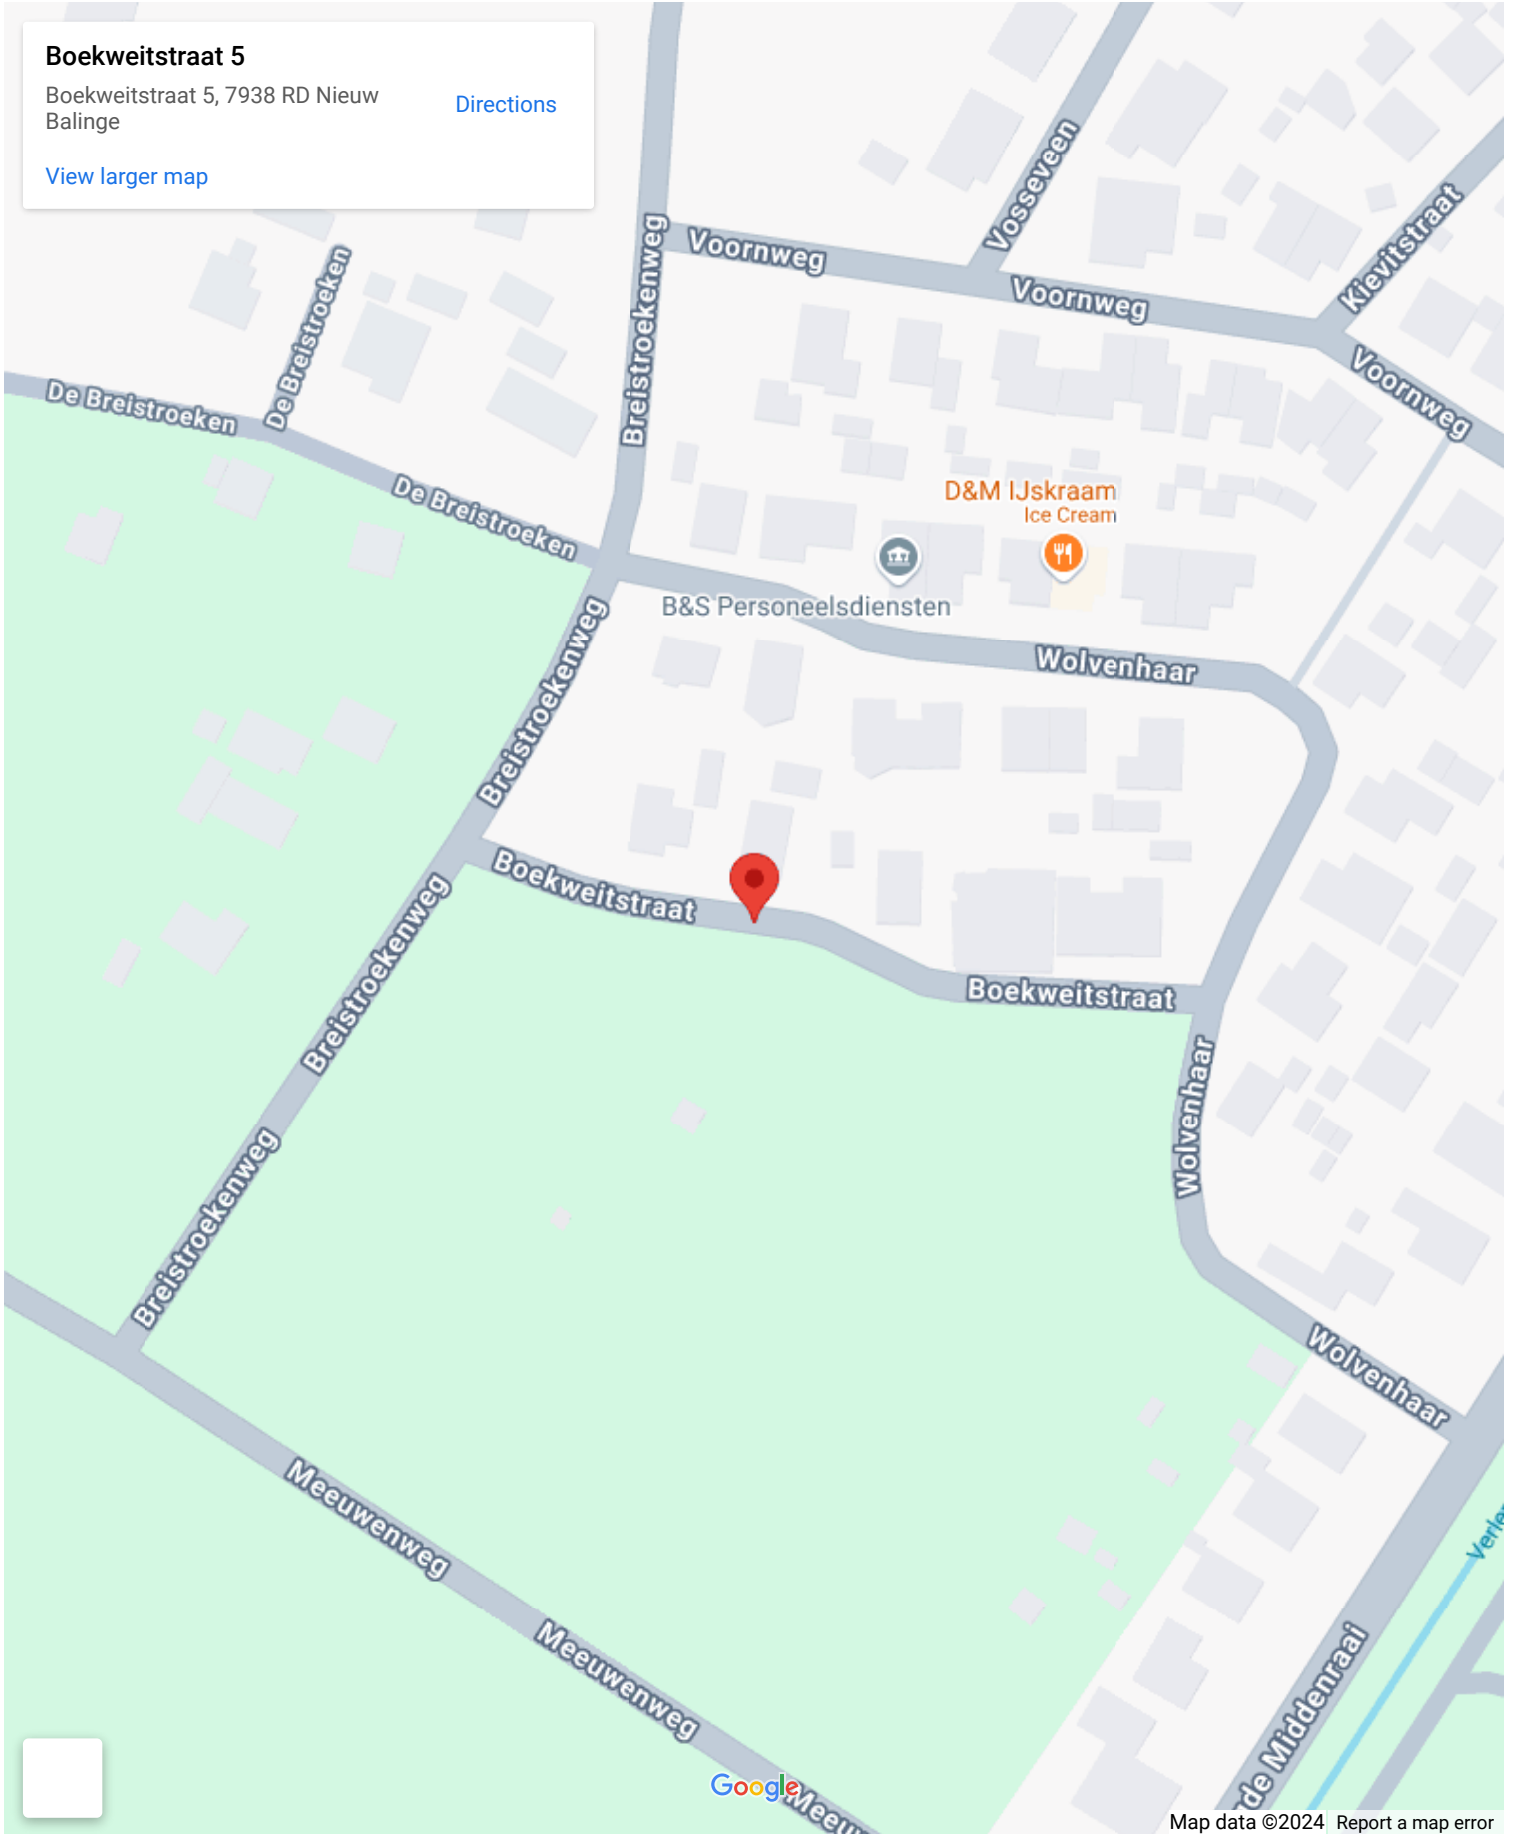 Boekweitstraat 5
Boekweitstraat 5, 7938 RD Nieuw
Balinge
Directions
View larger map
Vosseveen
Kievitstraat
Voornweg
Voornweg
Voornweg
Breistroekenweg
De Breistroeken
De Breistroeken
De Breistroeken
D&M IJskraam
Ice Cream
B&S Personeelsdiensten
Wolvenhaar
Breistroekenweg
Boekweitstraat
Breistroekenweg
Boekweitstraat
Wolvenhaar
Breistroekenweg
Wolvenhaar
Meeuwenweg
Meeuwenweg
Middenraai
Google
Map data ©2024
Report a map error